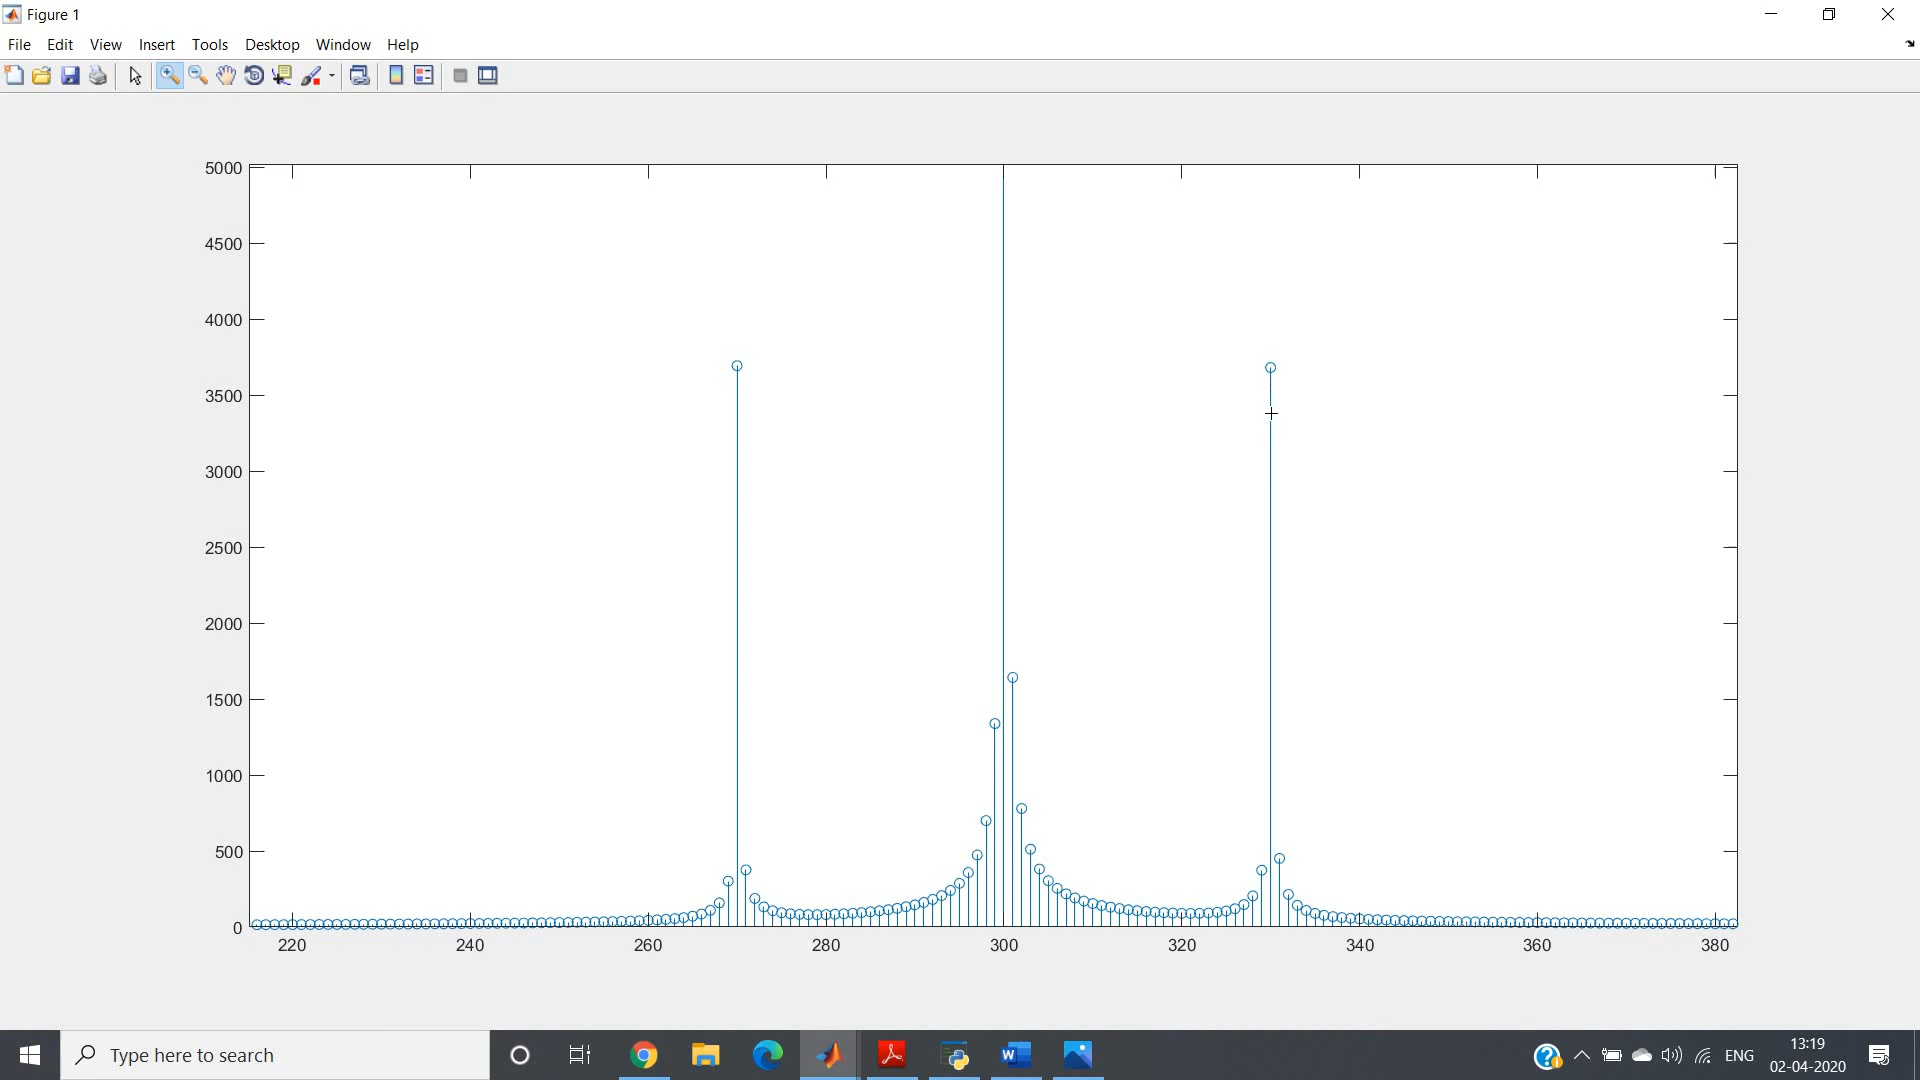 Figure 1
File Edit View Insert Tools Desktop Window Help
5000
4500
4000
3500
3000
2500
2000
1500
1000
500
0
220 240 260 280 300 320 340 360 380
Type here to search
W
ENG
13:19
02-04-2020